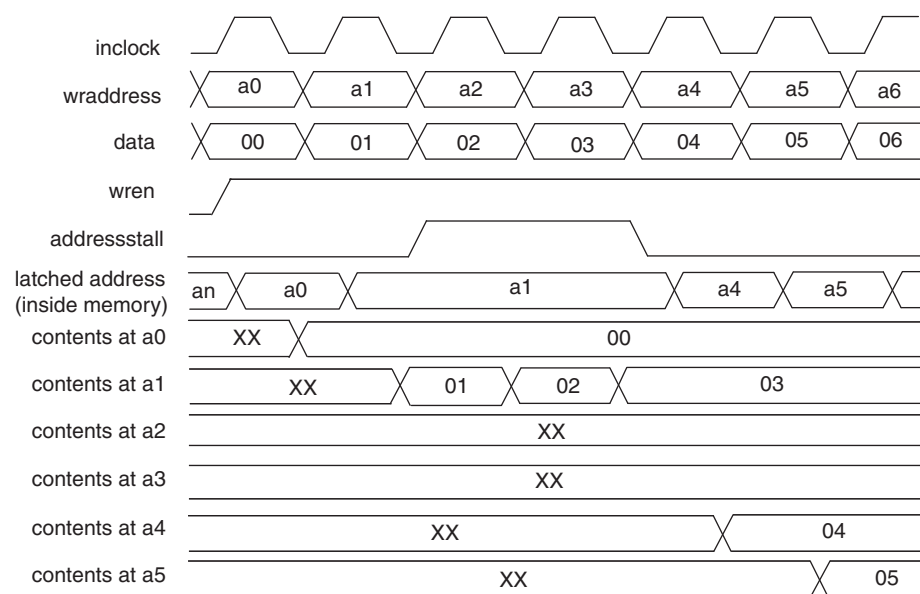 inclock
wraddress a0 a1 a2 a3 a4 a5 a6
data 00 01 02 03 04 05 06
wren
addressstall
latched address
(inside memory) an a0 a1 a4 a5
contents at a0 XX 00
contents at a1 XX 01 02 03
contents at a2 XX
contents at a3 XX
contents at a4 XX 04
contents at a5 XX 05